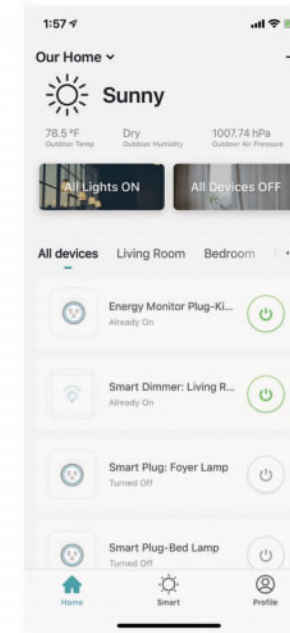 1:57
Our Home
Sunny
78.5 °F Dry 1007.74 hPa
Outdoor Temp Outdoor Humidity Outdoor Air Pressure
All Lights ON All Devices OFF
All devices Living Room Bedroom
Energy Monitor Plug-Ki...
Already On
Smart Dimmer: Living R...
Already On
Smart Plug: Foyer Lamp
Turned Off
Smart Plug-Bed Lamp
Turned Off
Home Smart Profile